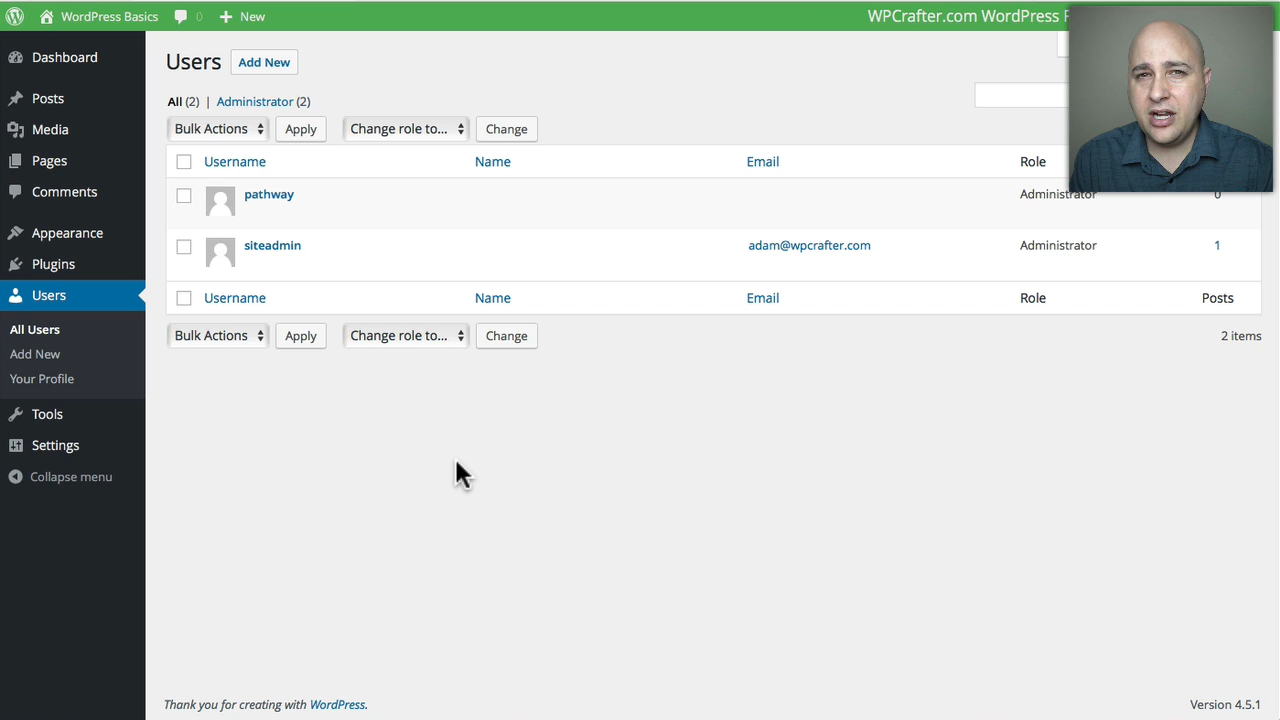 WordPress Basics 0 New WPCrafter.com WordPress
Dashboard
Posts
Media
Pages
Comments
Appearance
Plugins
Users
All Users
Add New
Your Profile
Tools
Settings
Collapse menu
Users Add New
All (2) | Administrator (2)
Bulk Actions Apply Change role to... Change
Username Name Email Role
pathway Administrator 0
siteadmin adam@wpcrafter.com Administrator 1
Username Name Email Role Posts
Bulk Actions Apply Change role to... Change 2 items
Thank you for creating with WordPress. Version 4.5.1